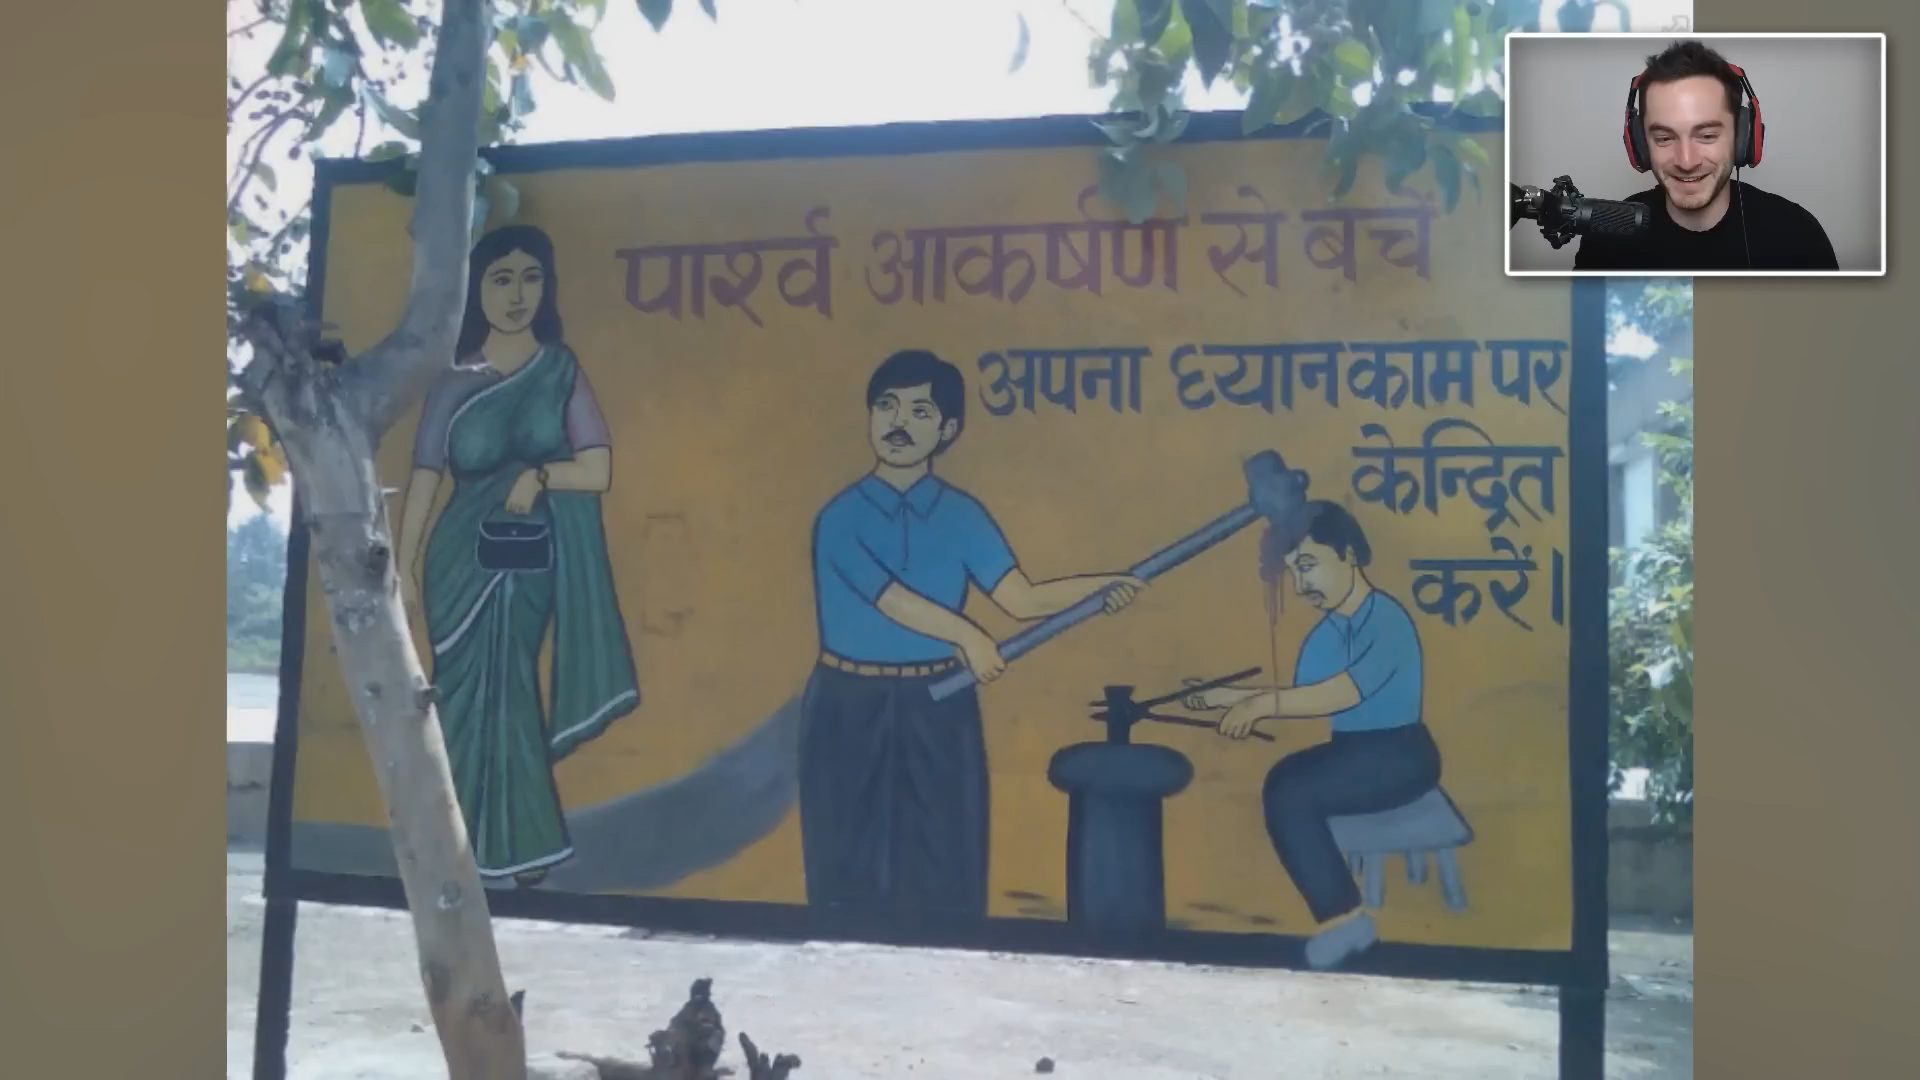 पार्श्व आकर्षण से बचें
अपना ध्यान काम पर
केन्द्रित
करें।